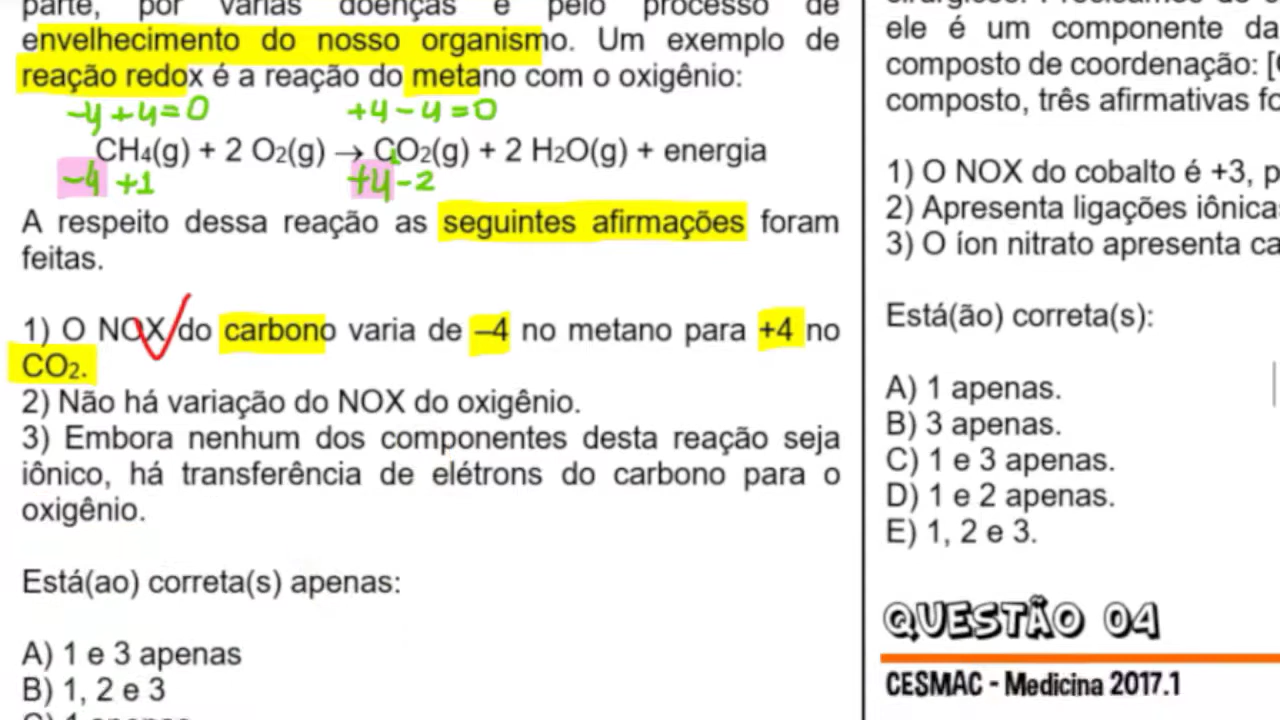 parte, por várias doenças e pelo processo de
envelhecimento do nosso organismo. Um exemplo de
reação redox é a reação do metano com o oxigênio:
-4+4=0 +4-4=0
CH4(g) + 2 O2(g) → CO2(g) + 2 H2O(g) + energia
-4 +1 +4-2
A respeito dessa reação as seguintes afirmações foram
feitas.
1) O NOX do carbono varia de –4 no metano para +4 no
CO2.
2) Não há variação do NOX do oxigênio.
3) Embora nenhum dos componentes desta reação seja
iônico, há transferência de elétrons do carbono para o
oxigênio.
Está(ao) correta(s) apenas:
A) 1 e 3 apenas
B) 1, 2 e 3
C) 1 apenas
ele é um componente da
composto de coordenação: [
composto, três afirmativas fo
1) O NOX do cobalto é +3, p
2) Apresenta ligações iônica
3) O íon nitrato apresenta ca
Está(ão) correta(s):
A) 1 apenas.
B) 3 apenas.
C) 1 e 3 apenas.
D) 1 e 2 apenas.
E) 1, 2 e 3.
QUESTÃO 04
CESMAC - Medicina 2017.1